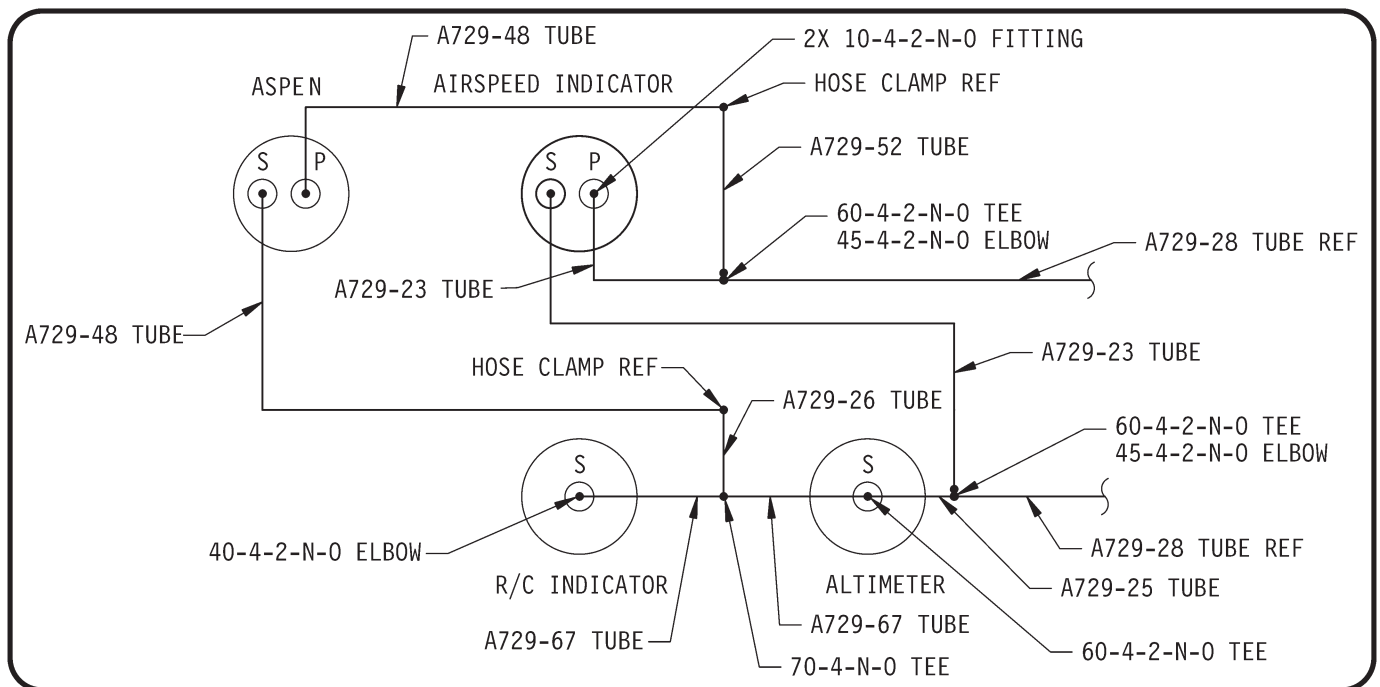 A729-48 TUBE
2X 10-4-2-N-O FITTING
ASPEN
AIRSPEED INDICATOR
HOSE CLAMP REF
S P
S P
A729-52 TUBE
60-4-2-N-O TEE
45-4-2-N-O ELBOW
A729-28 TUBE REF
A729-23 TUBE
A729-48 TUBE
A729-23 TUBE
HOSE CLAMP REF
A729-26 TUBE
60-4-2-N-O TEE
45-4-2-N-O ELBOW
S
S
40-4-2-N-O ELBOW
A729-28 TUBE REF
R/C INDICATOR
ALTIMETER
A729-25 TUBE
A729-67 TUBE
A729-67 TUBE
60-4-2-N-O TEE
70-4-N-O TEE